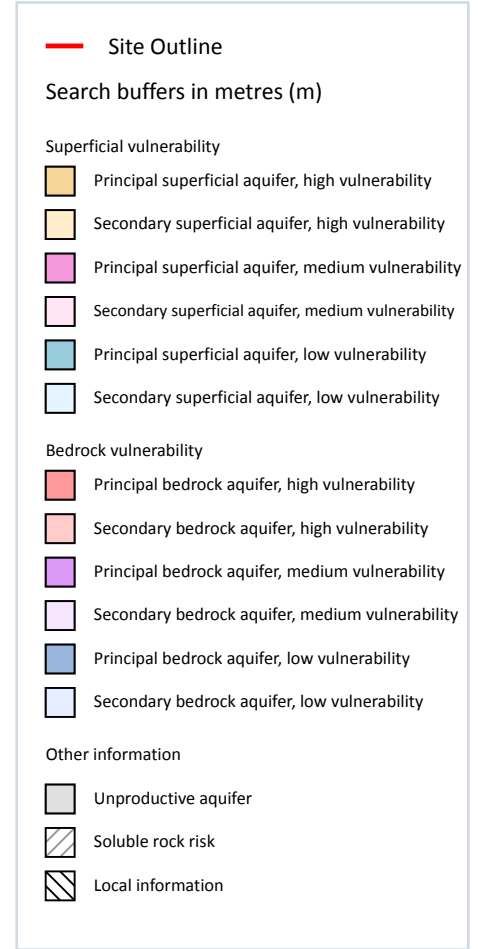 Site Outline
Search buffers in metres (m)
Superficial vulnerability
Principal superficial aquifer, high vulnerability
Secondary superficial aquifer, high vulnerability
Principal superficial aquifer, medium vulnerability
Secondary superficial aquifer, medium vulnerability
Principal superficial aquifer, low vulnerability
Secondary superficial aquifer, low vulnerability
Bedrock vulnerability
Principal bedrock aquifer, high vulnerability
Secondary bedrock aquifer, high vulnerability
Principal bedrock aquifer, medium vulnerability
Secondary bedrock aquifer, medium vulnerability
Principal bedrock aquifer, low vulnerability
Secondary bedrock aquifer, low vulnerability
Other information
Unproductive aquifer
Soluble rock risk
Local information